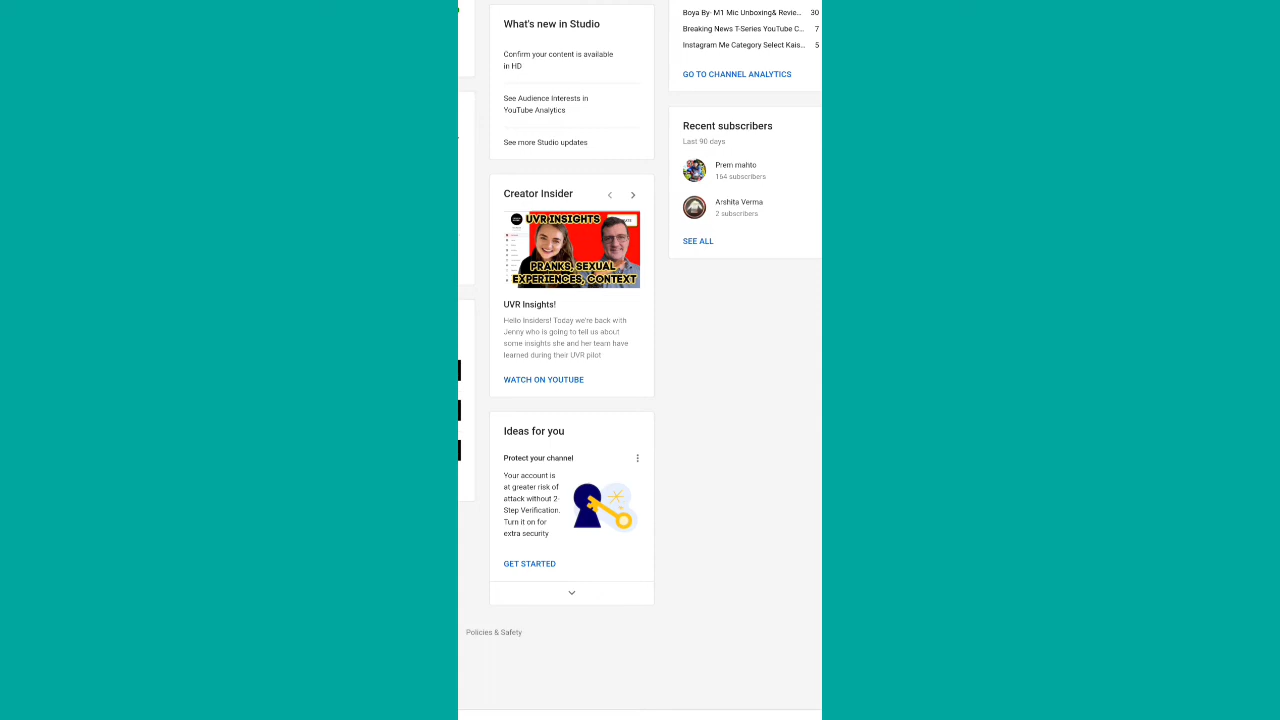 What's new in Studio
Confirm your content is available
in HD
See Audience Interests in
YouTube Analytics
See more Studio updates
Creator Insider
UVR INSIGHTS
PRANKS, SEXUAL
EXPERIENCES, CONTEXT
UVR Insights!
Hello Insiders! Today we're back with
Jenny who is going to tell us about
some insights she and her team have
learned during their UVR pilot
WATCH ON YOUTUBE
Ideas for you
Protect your channel
Your account is
at greater risk of
attack without 2-
Step Verification.
Turn it on for
extra security
GET STARTED
Policies & Safety
Boya By- M1 Mic Unboxing& Revie... 30
Breaking News T-Series YouTube C... 7
Instagram Me Category Select Kais... 5
GO TO CHANNEL ANALYTICS
Recent subscribers
Last 90 days
Prem mahto
164 subscribers
Arshita Verma
2 subscribers
SEE ALL